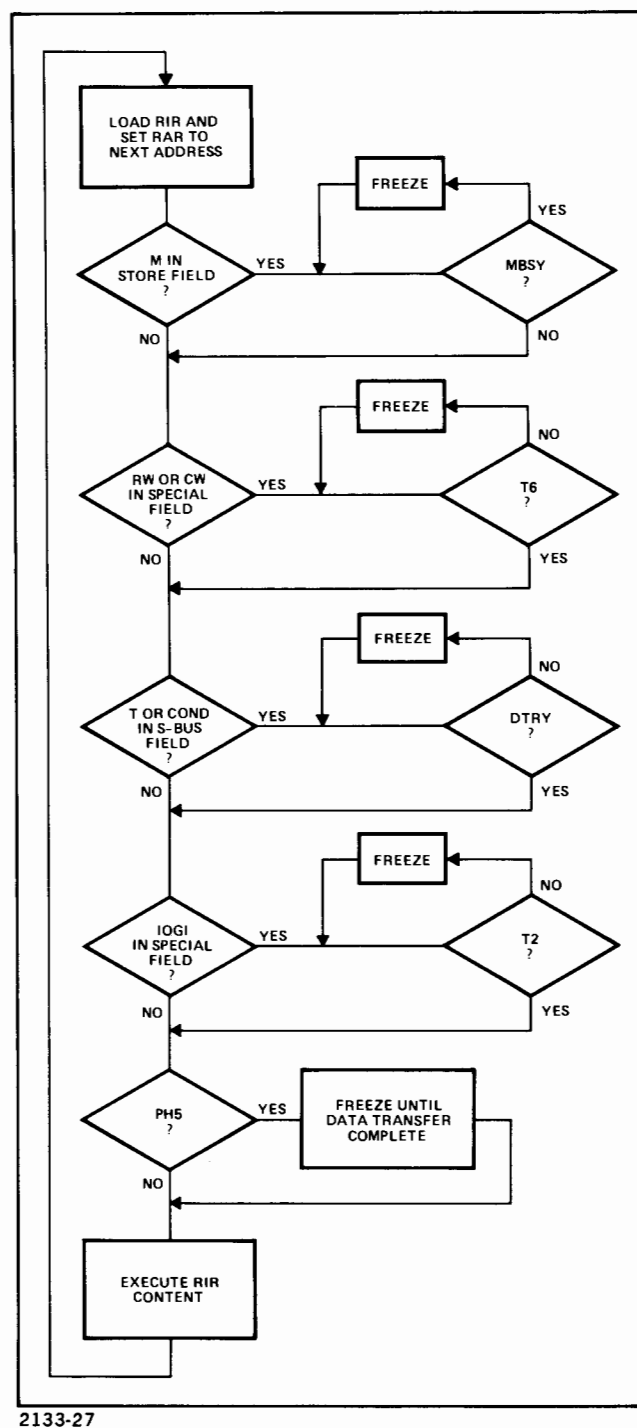 LOAD RIR AND
SET RAR TO
NEXT ADDRESS
FREEZE
YES
M IN
STORE FIELD
?
YES
MBSY
?
NO
NO
FREEZE
NO
RW OR CW
IN SPECIAL
FIELD
?
YES
T6
?
NO
YES
FREEZE
NO
T OR COND
IN S-BUS
FIELD
?
YES
DTRY
?
NO
YES
FREEZE
NO
IOGI
IN SPECIAL
FIELD
?
YES
T2
?
NO
YES
PH5
?
YES
FREEZE UNTIL
DATA TRANSFER
COMPLETE
NO
EXECUTE RIR
CONTENT
2133-27